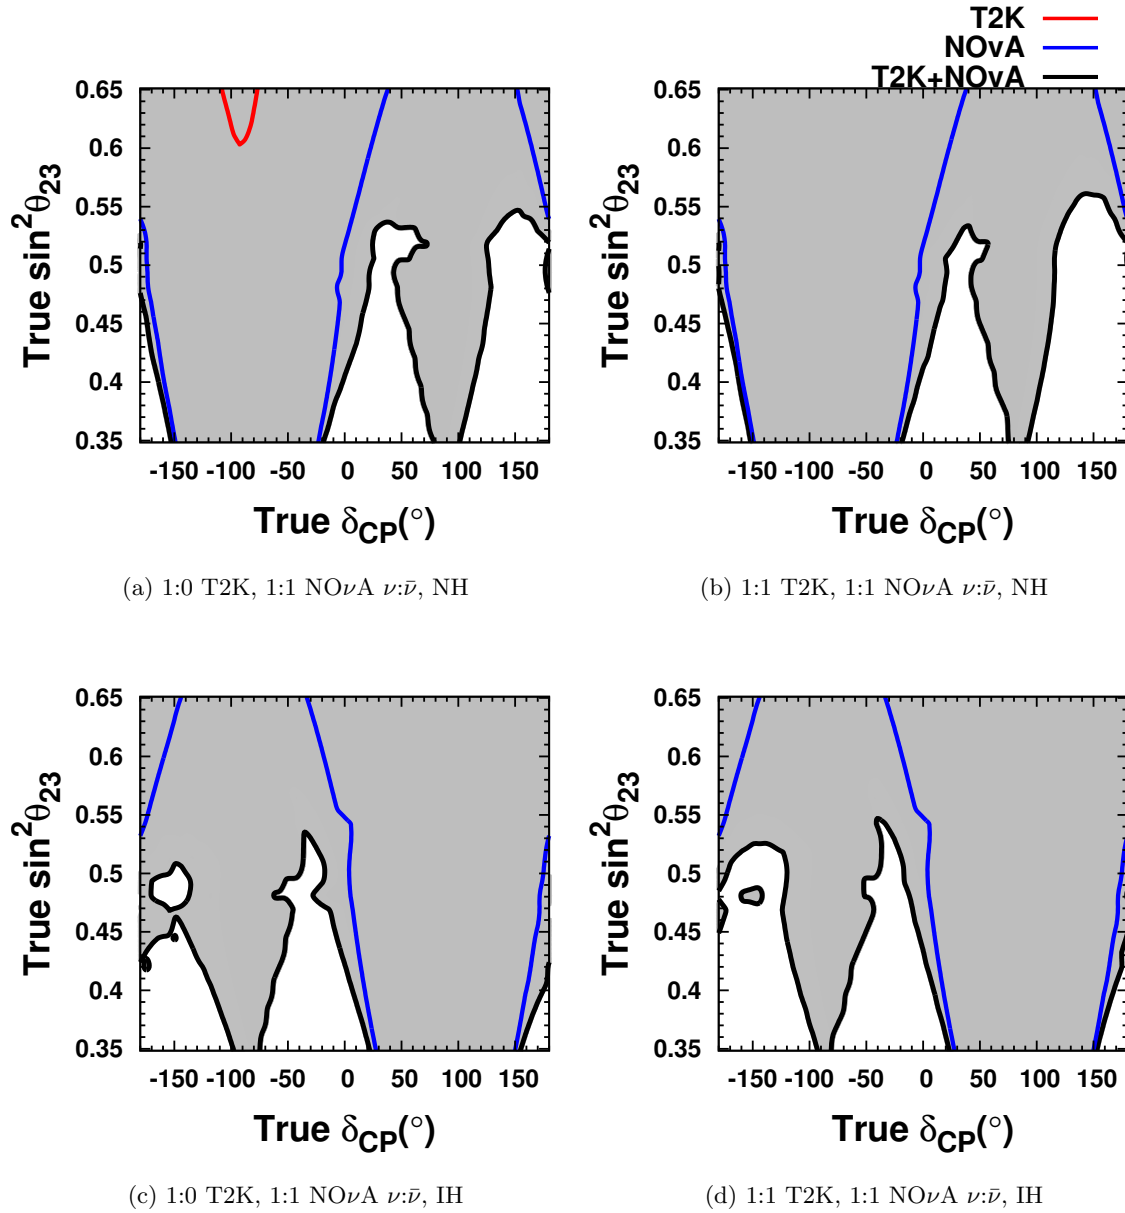 T2K
NOvA
T2K+NOvA
0.65
0.6
0.55
0.5
0.45
0.4
0.35
True sin²θ₂₃
-150 -100 -50 0 50 100 150
True δCP(°)
(a) 1:0 T2K, 1:1 NOνA ν:ν̄, NH
0.65
0.6
0.55
0.5
0.45
0.4
0.35
True sin²θ₂₃
-150 -100 -50 0 50 100 150
True δCP(°)
(b) 1:1 T2K, 1:1 NOνA ν:ν̄, NH
0.65
0.6
0.55
0.5
0.45
0.4
0.35
True sin²θ₂₃
-150 -100 -50 0 50 100 150
True δCP(°)
(c) 1:0 T2K, 1:1 NOνA ν:ν̄, IH
0.65
0.6
0.55
0.5
0.45
0.4
0.35
True sin²θ₂₃
-150 -100 -50 0 50 100 150
True δCP(°)
(d) 1:1 T2K, 1:1 NOνA ν:ν̄, IH